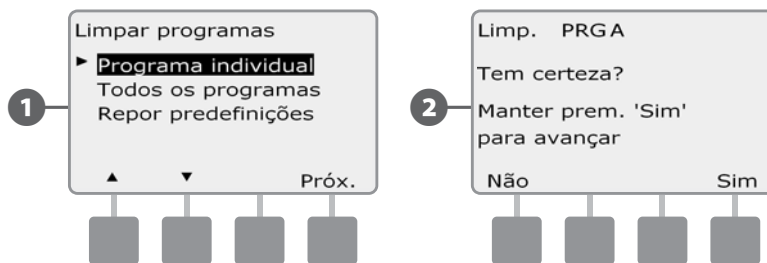 1
Limpar programas
► Programa individual
Todos os programas
Repor predefinições
▲ ▼ Próx.
2
Limp. PRG A
Tem certeza?
Manter prem. 'Sim'
para avançar
Não Sim